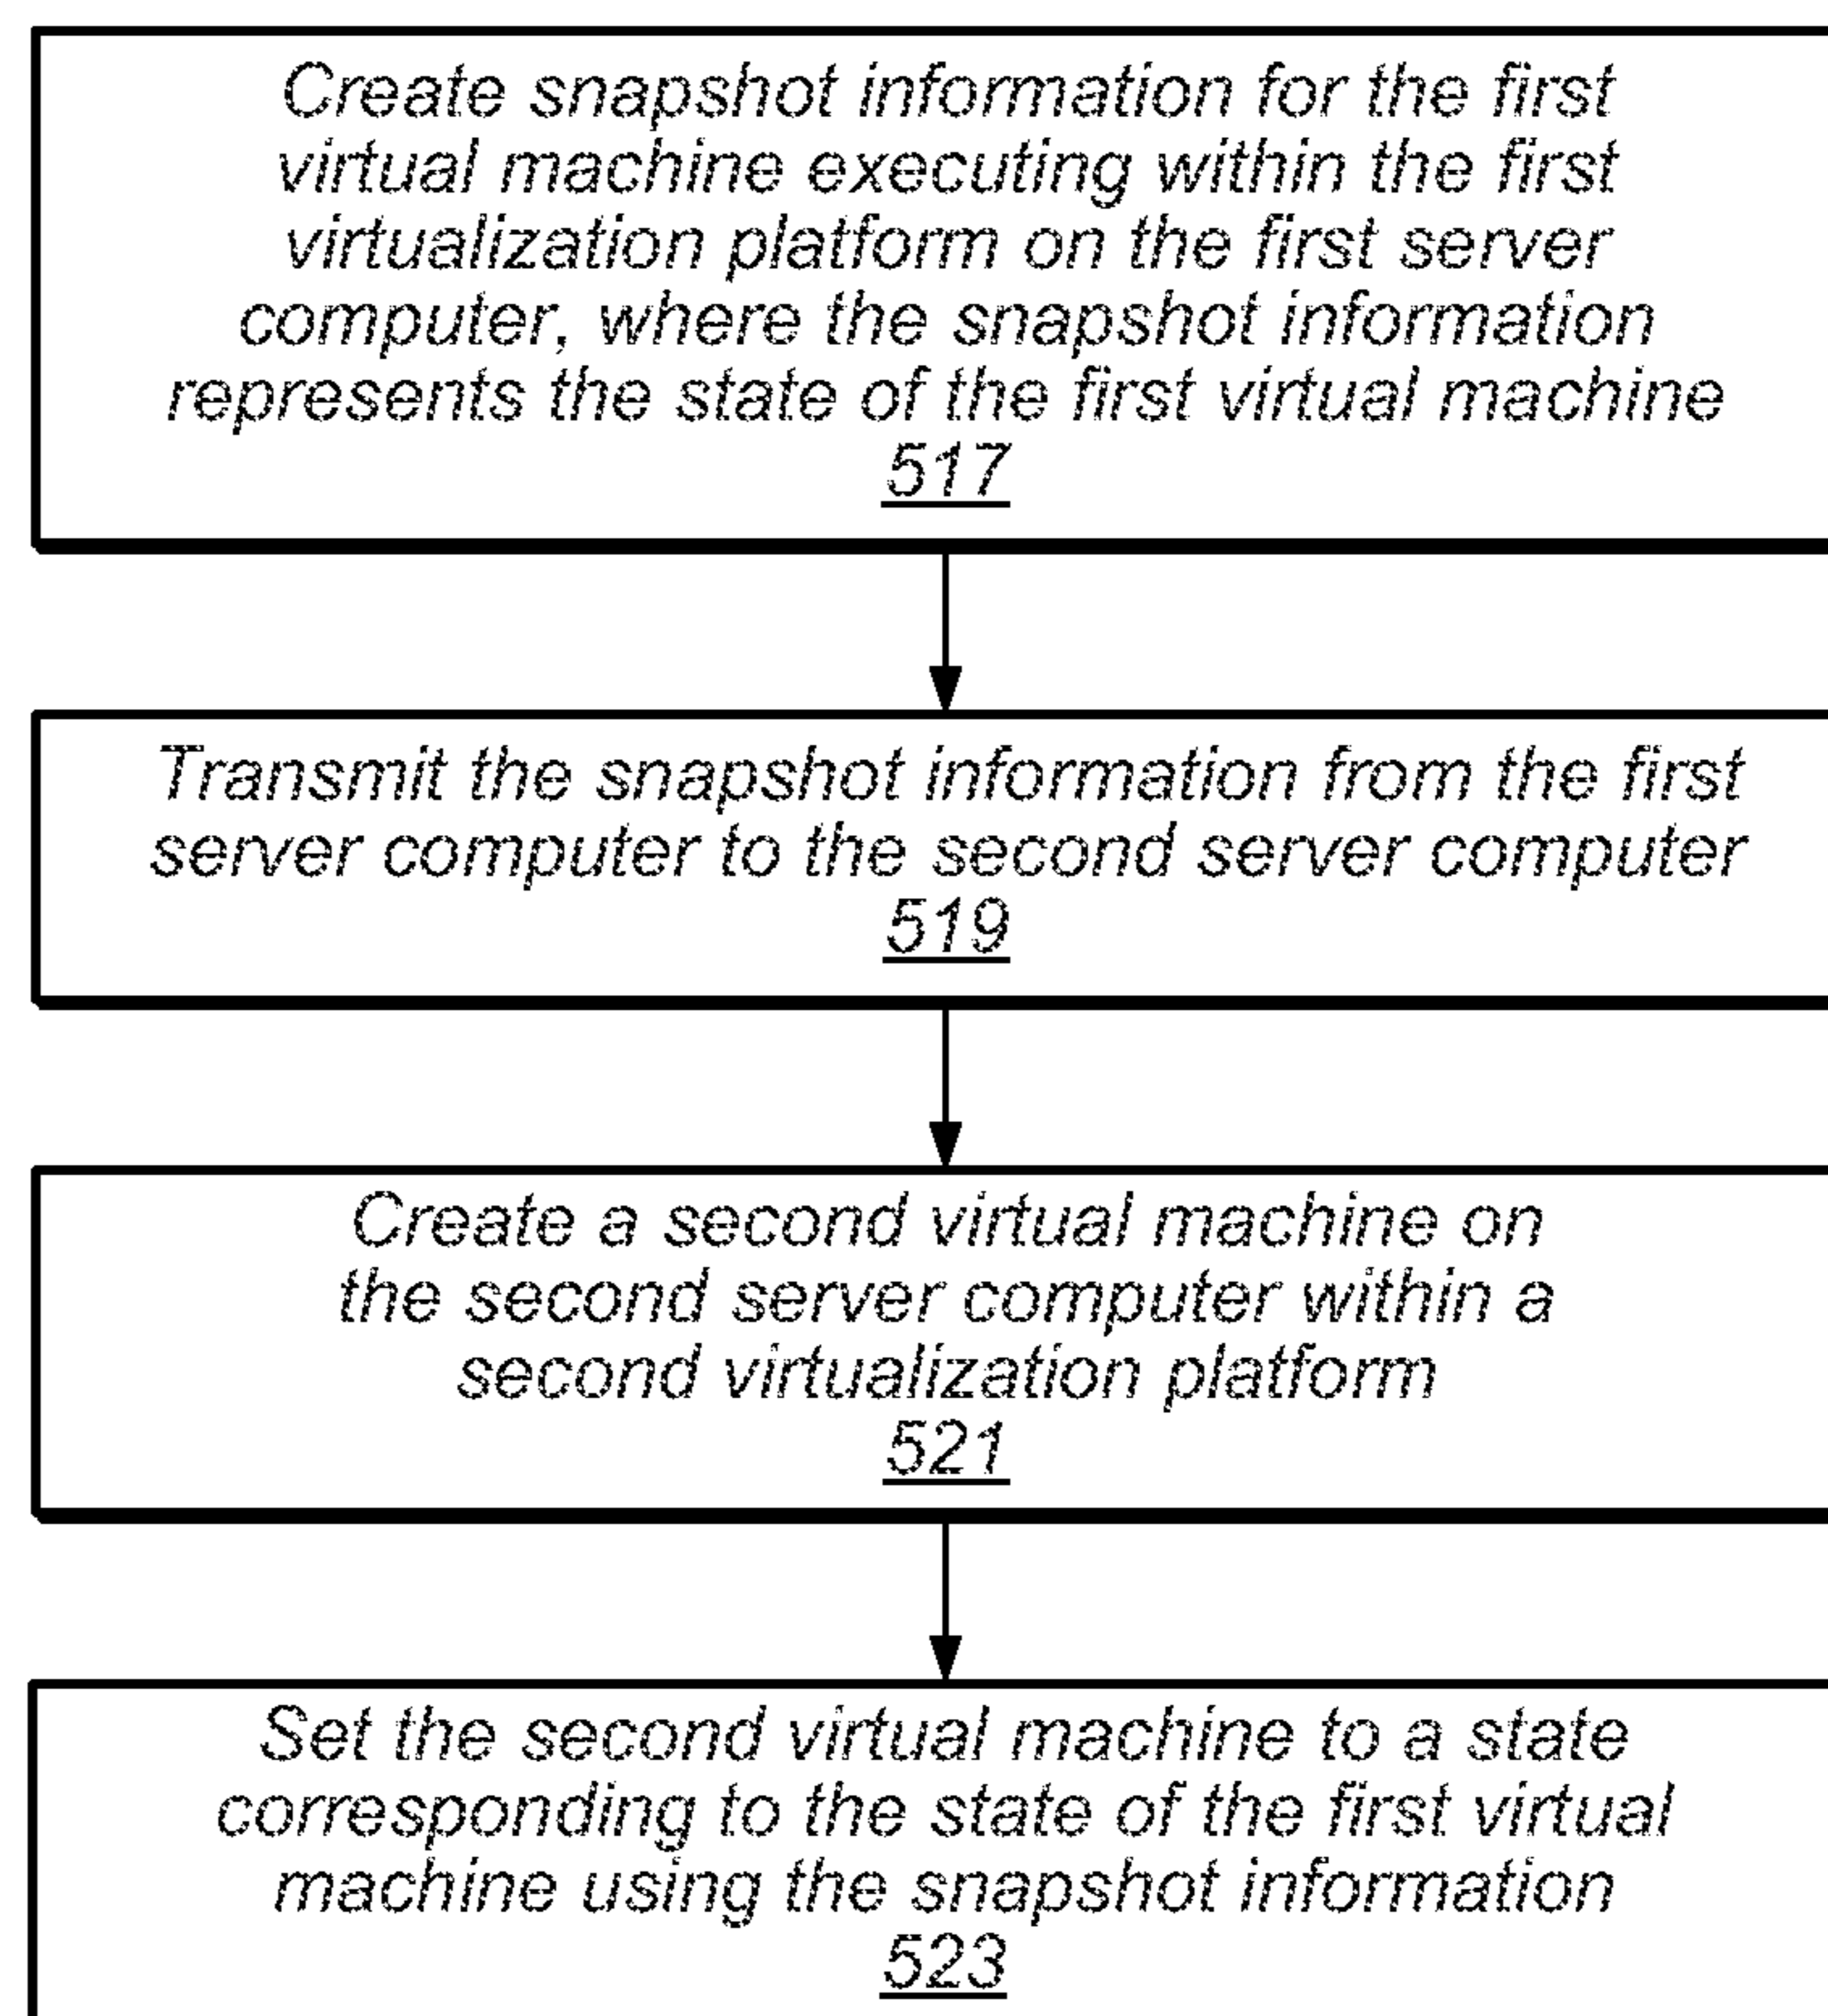 Create snapshot information for the first
virtual machine executing within the first
virtualization platform on the first server
computer, where the snapshot information
represents the state of the first virtual machine
517
Transmit the snapshot information from the first
server computer to the second server computer
519
Create a second virtual machine on
the second server computer within a
second virtualization platform
521
Set the second virtual machine to a state
corresponding to the state of the first virtual
machine using the snapshot information
523